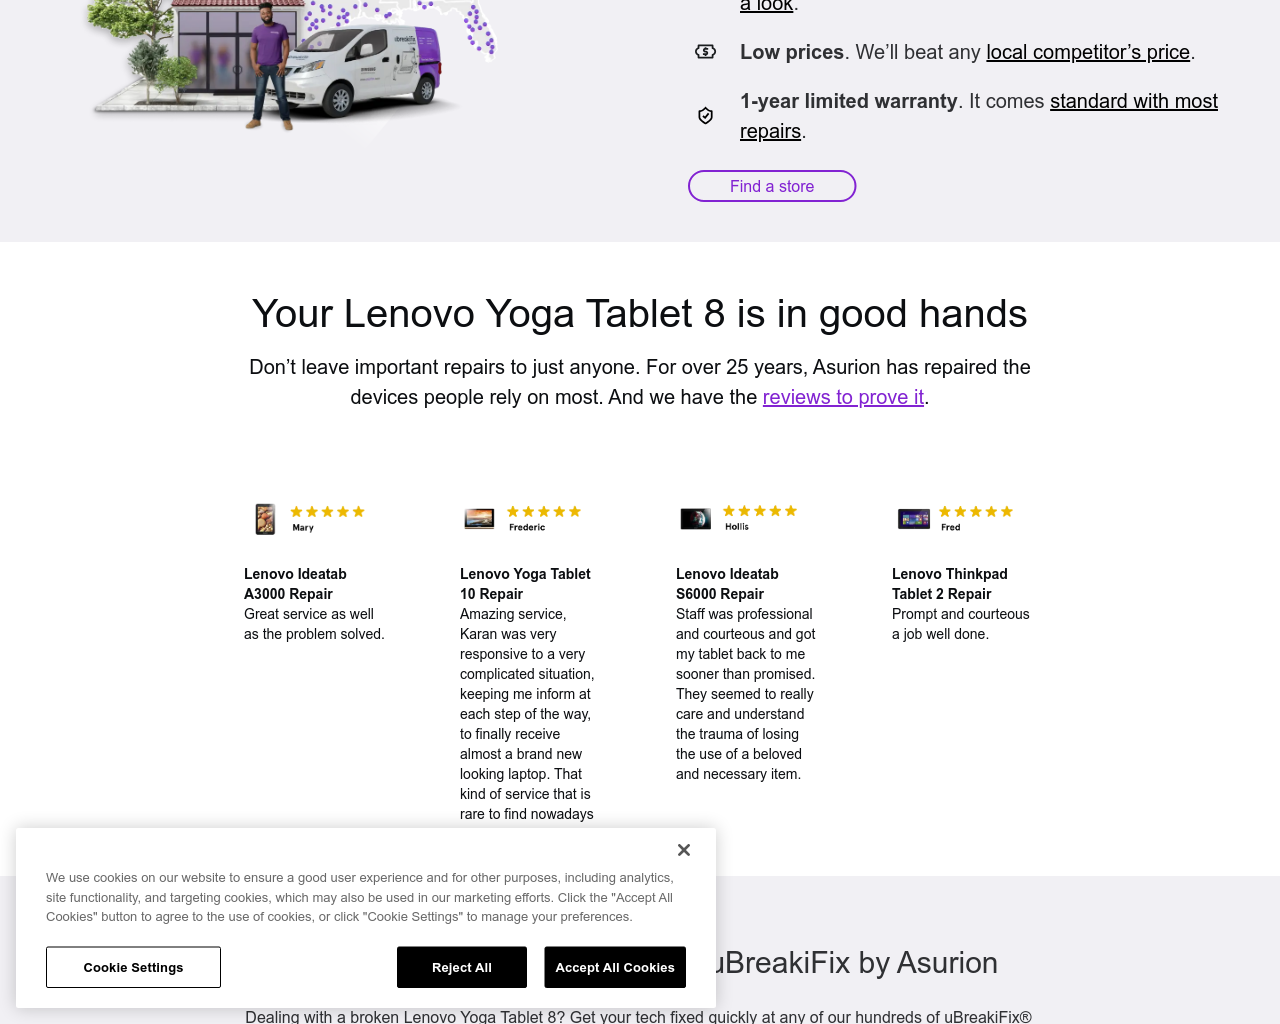 a look.
Low prices. We’ll beat any local competitor’s price.
1-year limited warranty. It comes standard with most
repairs.
Find a store
Your Lenovo Yoga Tablet 8 is in good hands
Don’t leave important repairs to just anyone. For over 25 years, Asurion has repaired the
devices people rely on most. And we have the reviews to prove it.
Mary
Lenovo Ideatab
A3000 Repair
Great service as well
as the problem solved.
Frederic
Lenovo Yoga Tablet
10 Repair
Amazing service,
Karan was very
responsive to a very
complicated situation,
keeping me inform at
each step of the way,
to finally receive
almost a brand new
looking laptop. That
kind of service that is
rare to find nowadays
Hollis
Lenovo Ideatab
S6000 Repair
Staff was professional
and courteous and got
my tablet back to me
sooner than promised.
They seemed to really
care and understand
the trauma of losing
the use of a beloved
and necessary item.
Fred
Lenovo Thinkpad
Tablet 2 Repair
Prompt and courteous
a job well done.
We use cookies on our website to ensure a good user experience and for other purposes, including analytics,
site functionality, and targeting cookies, which may also be used in our marketing efforts. Click the "Accept All
Cookies" button to agree to the use of cookies, or click "Cookie Settings" to manage your preferences.
Cookie Settings
Reject All
Accept All Cookies
uBreakiFix by Asurion
Dealing with a broken Lenovo Yoga Tablet 8? Get your tech fixed quickly at any of our hundreds of uBreakiFix®